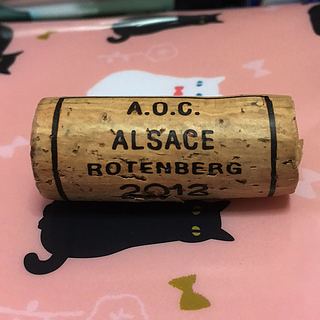 A.O.C.
ALSACE
ROTENBERG
2012